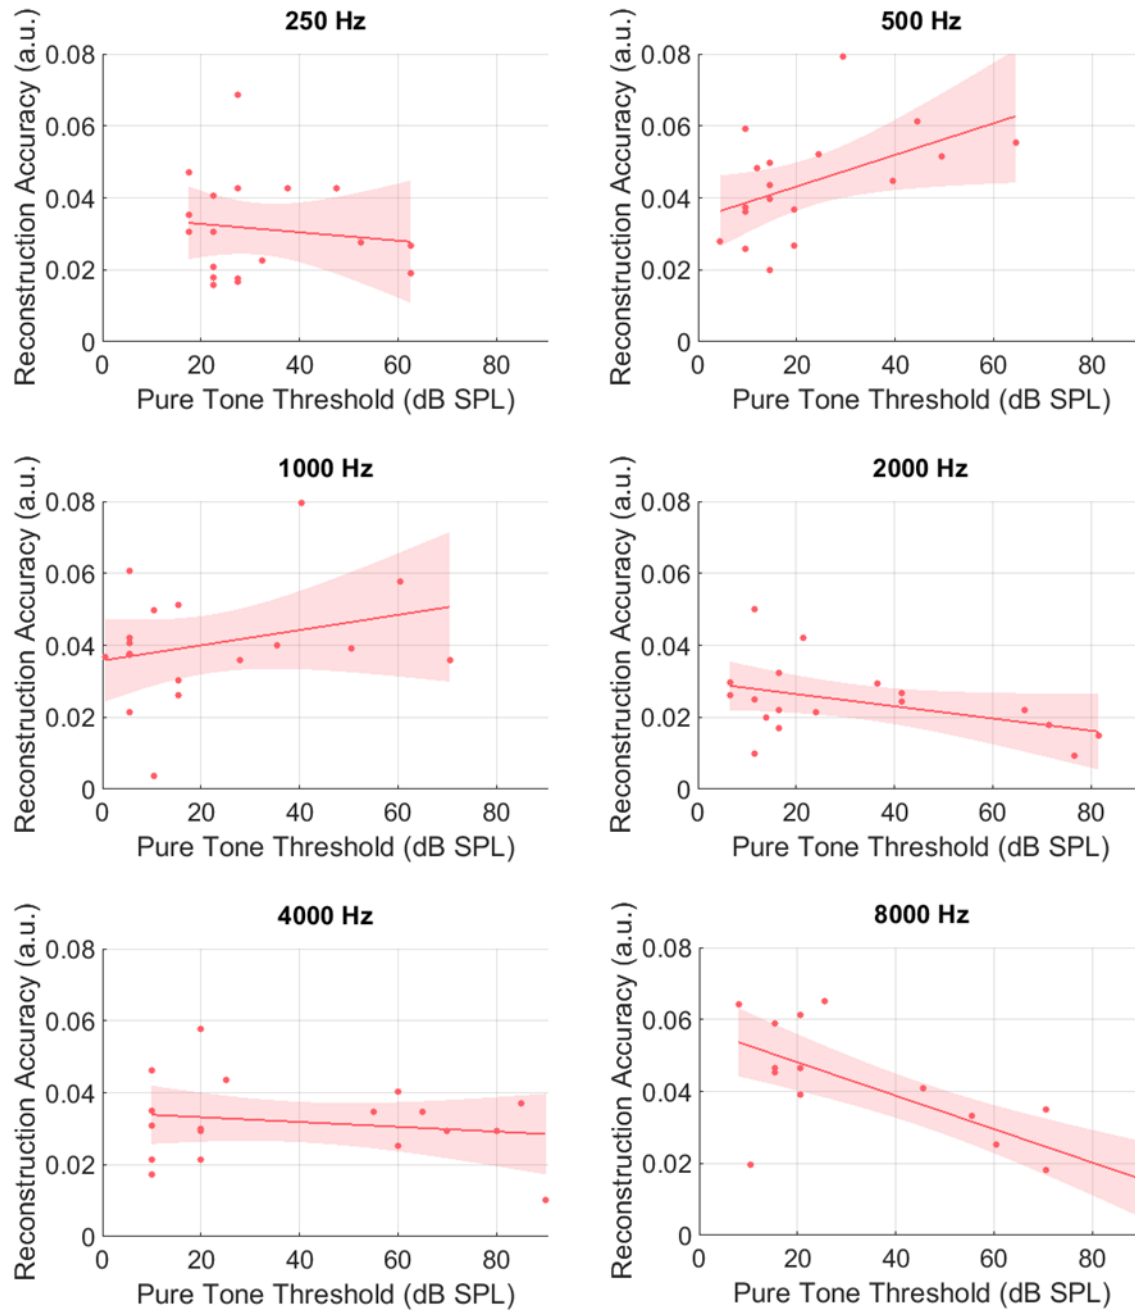 250 Hz
Reconstruction Accuracy (a.u.)
0.08
0.06
0.04
0.02
0
0 20 40 60 80
Pure Tone Threshold (dB SPL)
500 Hz
Reconstruction Accuracy (a.u.)
0.08
0.06
0.04
0.02
0
0 20 40 60 80
Pure Tone Threshold (dB SPL)
1000 Hz
Reconstruction Accuracy (a.u.)
0.08
0.06
0.04
0.02
0
0 20 40 60 80
Pure Tone Threshold (dB SPL)
2000 Hz
Reconstruction Accuracy (a.u.)
0.08
0.06
0.04
0.02
0
0 20 40 60 80
Pure Tone Threshold (dB SPL)
4000 Hz
Reconstruction Accuracy (a.u.)
0.08
0.06
0.04
0.02
0
0 20 40 60 80
Pure Tone Threshold (dB SPL)
8000 Hz
Reconstruction Accuracy (a.u.)
0.08
0.06
0.04
0.02
0
0 20 40 60 80
Pure Tone Threshold (dB SPL)